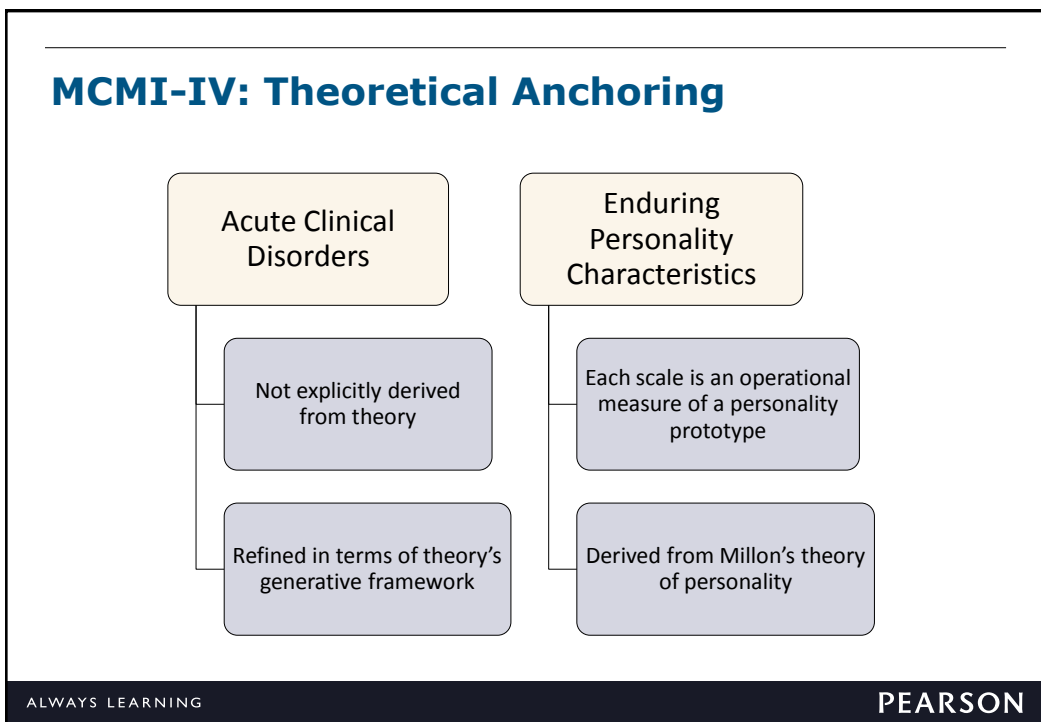 MCMI-IV: Theoretical Anchoring
Acute Clinical
Disorders
Not explicitly derived
from theory
Refined in terms of theory’s
generative framework
Enduring
Personality
Characteristics
Each scale is an operational
measure of a personality
prototype
Derived from Millon’s theory
of personality
ALWAYS LEARNING
PEARSON